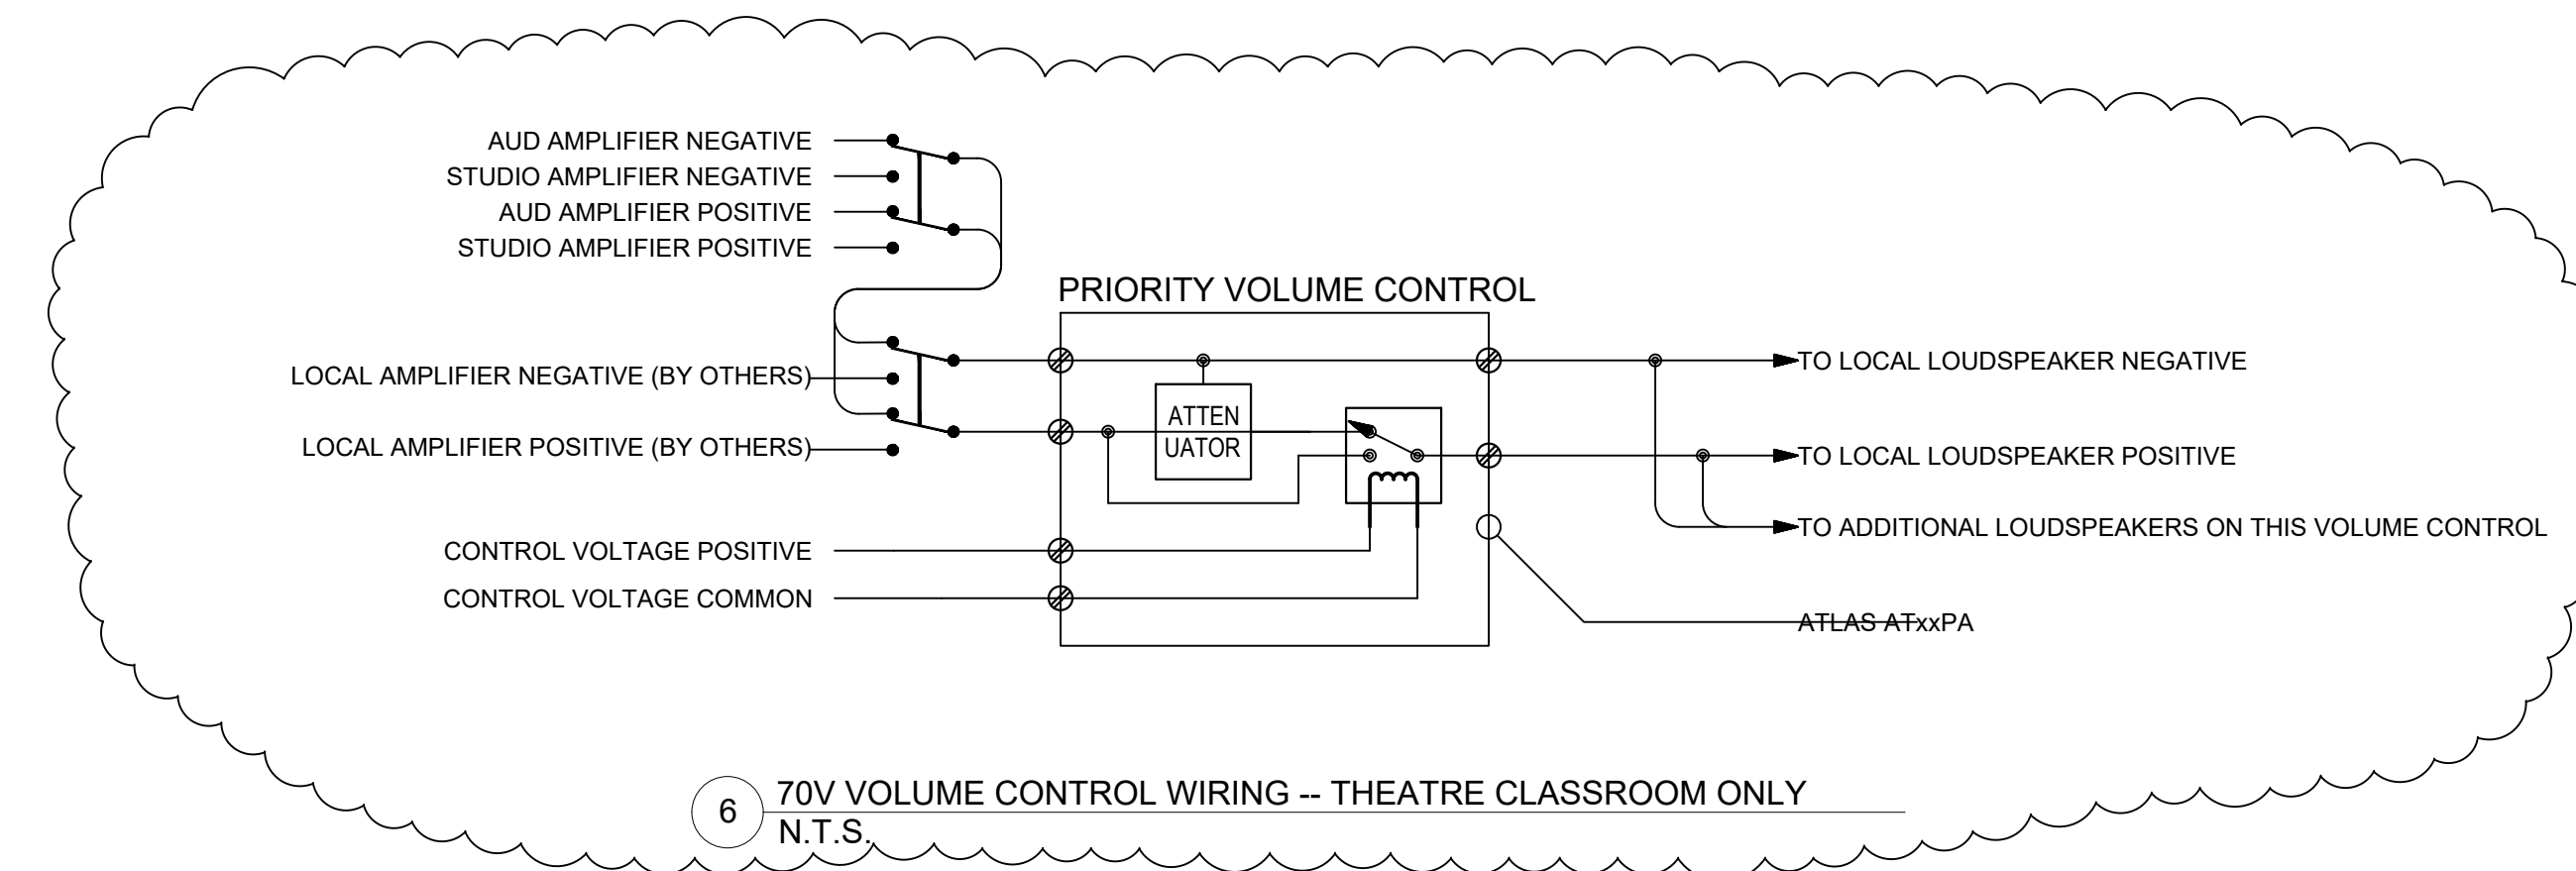 AUD AMPLIFIER NEGATIVE
STUDIO AMPLIFIER NEGATIVE
AUD AMPLIFIER POSITIVE
STUDIO AMPLIFIER POSITIVE
PRIORITY VOLUME CONTROL
LOCAL AMPLIFIER NEGATIVE (BY OTHERS)
LOCAL AMPLIFIER POSITIVE (BY OTHERS)
ATTEN
UATOR
TO LOCAL LOUDSPEAKER NEGATIVE
TO LOCAL LOUDSPEAKER POSITIVE
TO ADDITIONAL LOUDSPEAKERS ON THIS VOLUME CONTROL
CONTROL VOLTAGE POSITIVE
CONTROL VOLTAGE COMMON
ATLAS ATxxPA
6
70V VOLUME CONTROL WIRING -- THEATRE CLASSROOM ONLY
N.T.S.